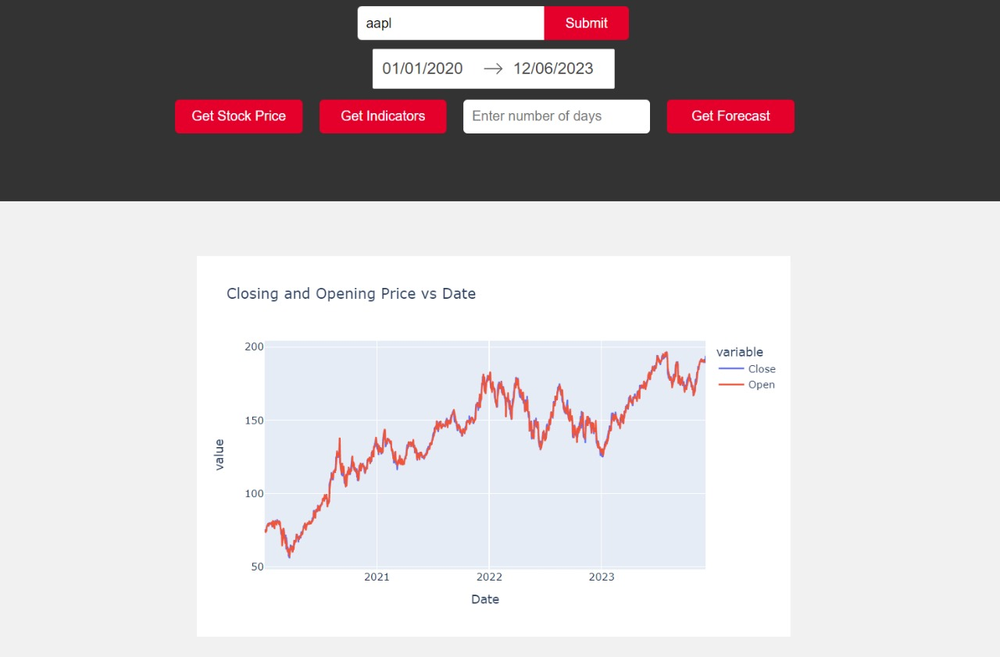 aapl Submit
01/01/2020 → 12/06/2023
Get Stock Price Get Indicators Enter number of days Get Forecast
Closing and Opening Price vs Date
200
150
100
50
value
2021 2022 2023
Date
variable
Close
Open